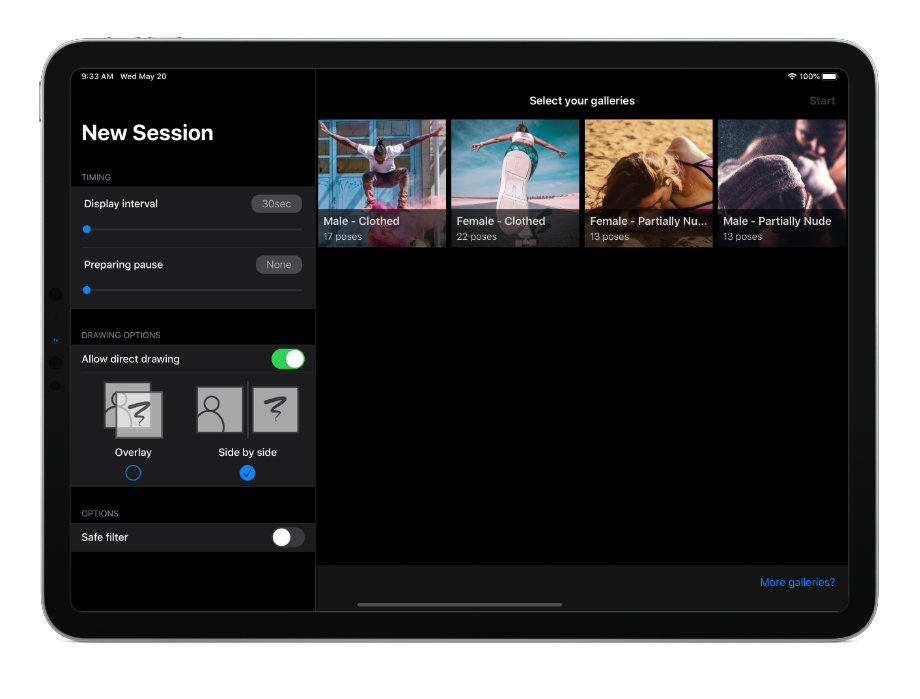 9:33 AM Wed May 20
100%
New Session
TIMING
Display interval
30sec
Preparing pause
None
DRAWING OPTIONS
Allow direct drawing
Overlay
Side by side
OPTIONS
Safe filter
Select your galleries
Start
Male - Clothed
17 poses
Female - Clothed
22 poses
Female - Partially Nu...
13 poses
Male - Partially Nude
13 poses
More galleries?